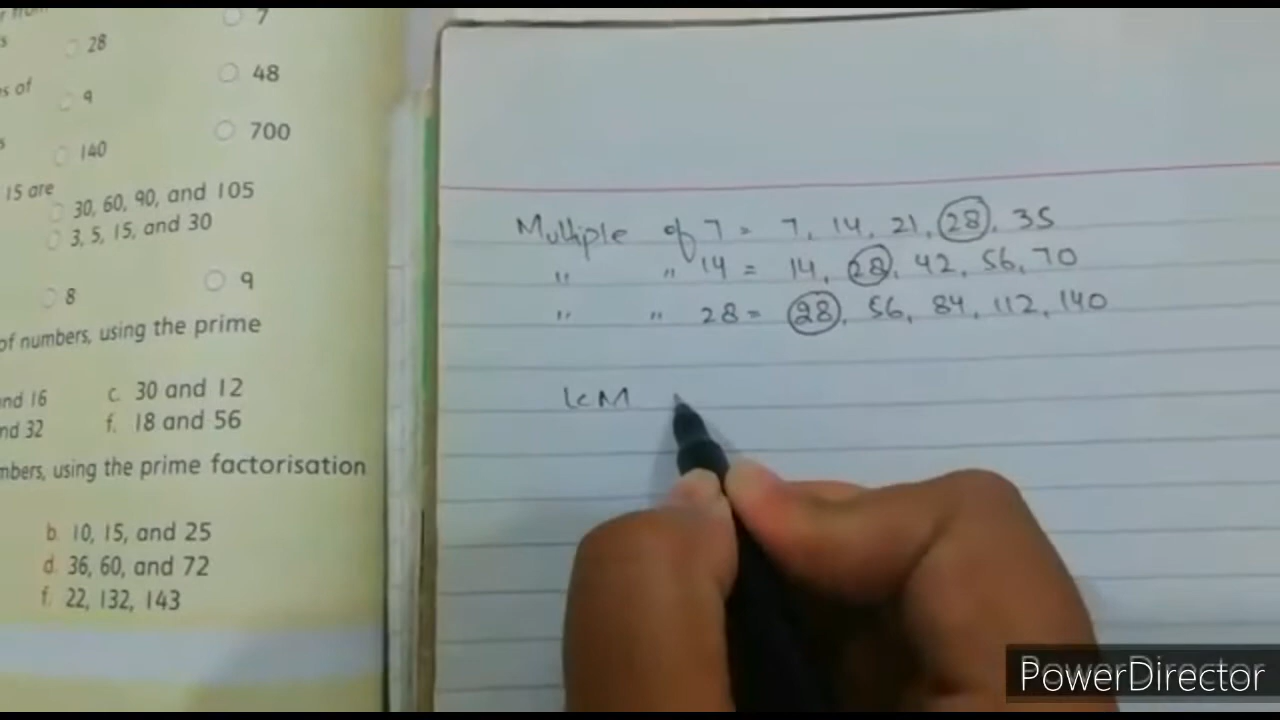 7
28
48
s of
9
700
140
15 are
30, 60, 90, and 105
3, 5, 15, and 30
9
8
of numbers, using the prime
and 16 c. 30 and 12
nd 32 f. 18 and 56
mbers, using the prime factorisation
b. 10, 15, and 25
d. 36, 60, and 72
f. 22, 132, 143
Multiple of 7 = 7, 14, 21, 28, 35
" " 14 = 14, 28, 42, 56, 70
" " 28 = 28, 56, 84, 112, 140
LCM
PowerDirector